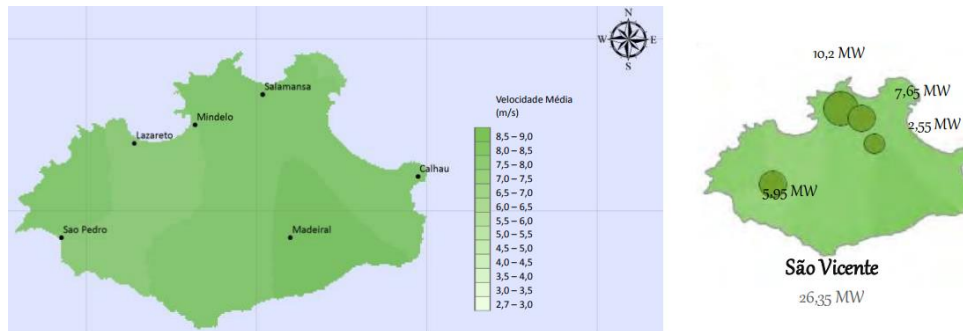 N
W
E
S
Salamansa
Mindelo
Lazareto
Calhau
Sao Pedro
Madeiral
Velocidade Média
(m/s)
8,5 – 9,0
8,0 – 8,5
7,5 – 8,0
7,0 – 7,5
6,5 – 7,0
6,0 – 6,5
5,5 – 6,0
5,0 – 5,5
4,5 – 5,0
4,0 – 4,5
3,5 – 4,0
3,0 – 3,5
2,7 – 3,0
10,2 MW
7,65 MW
2,55 MW
5,95 MW
São Vicente
26,35 MW